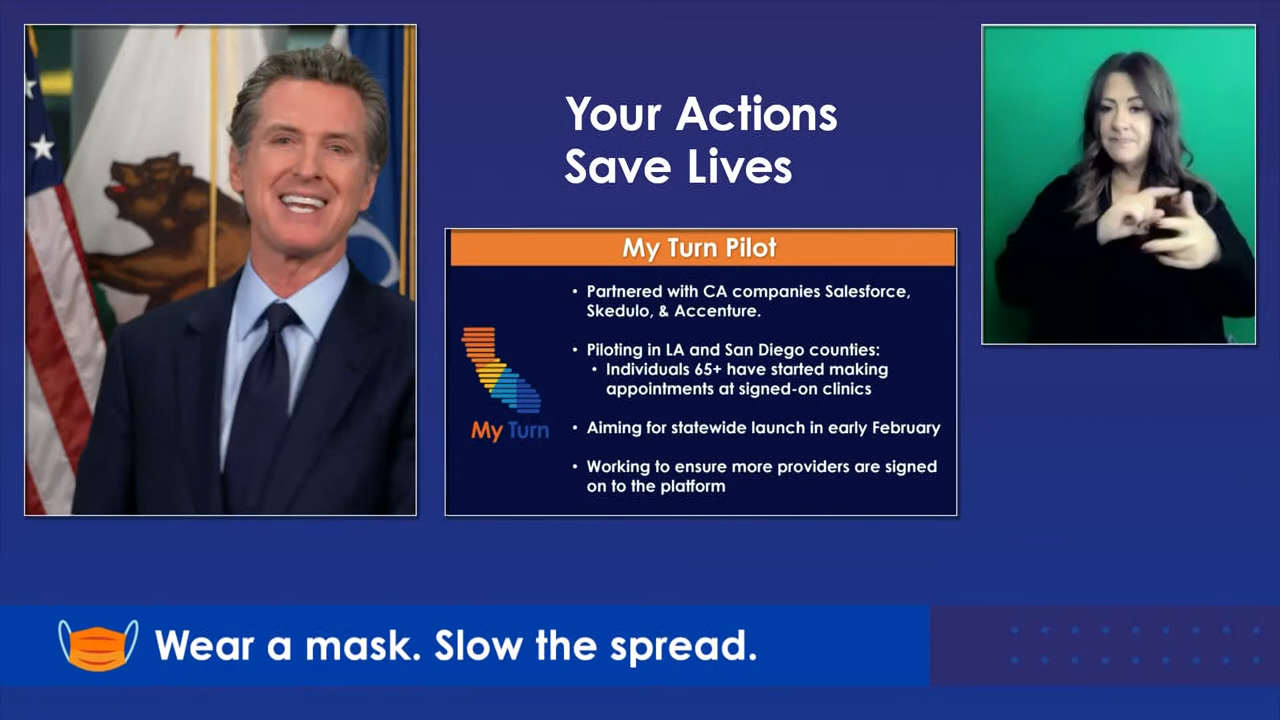 Your Actions
Save Lives
My Turn Pilot
• Partnered with CA companies Salesforce,
Skedulo, & Accenture.
• Piloting in LA and San Diego counties:
• Individuals 65+ have started making
appointments at signed-on clinics
• Aiming for statewide launch in early February
• Working to ensure more providers are signed
on to the platform
My Turn
Wear a mask. Slow the spread.